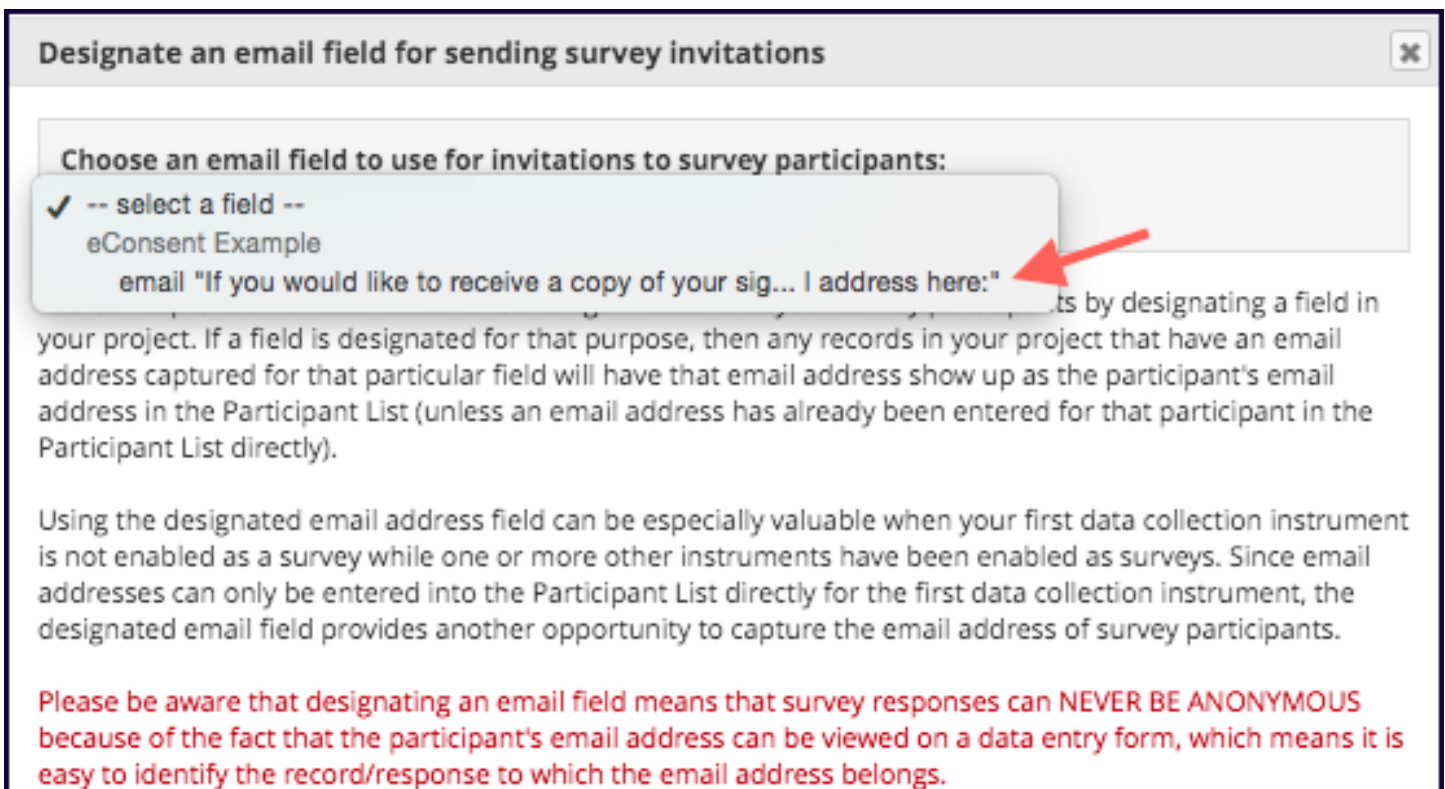 Designate an email field for sending survey invitations
Choose an email field to use for invitations to survey participants:
✓ -- select a field --
eConsent Example
email "If you would like to receive a copy of your sig... l address here:"
by designating a field in
your project. If a field is designated for that purpose, then any records in your project that have an email
address captured for that particular field will have that email address show up as the participant's email
address in the Participant List (unless an email address has already been entered for that participant in the
Participant List directly).
Using the designated email address field can be especially valuable when your first data collection instrument
is not enabled as a survey while one or more other instruments have been enabled as surveys. Since email
addresses can only be entered into the Participant List directly for the first data collection instrument, the
designated email field provides another opportunity to capture the email address of survey participants.
Please be aware that designating an email field means that survey responses can NEVER BE ANONYMOUS
because of the fact that the participant's email address can be viewed on a data entry form, which means it is
easy to identify the record/response to which the email address belongs.